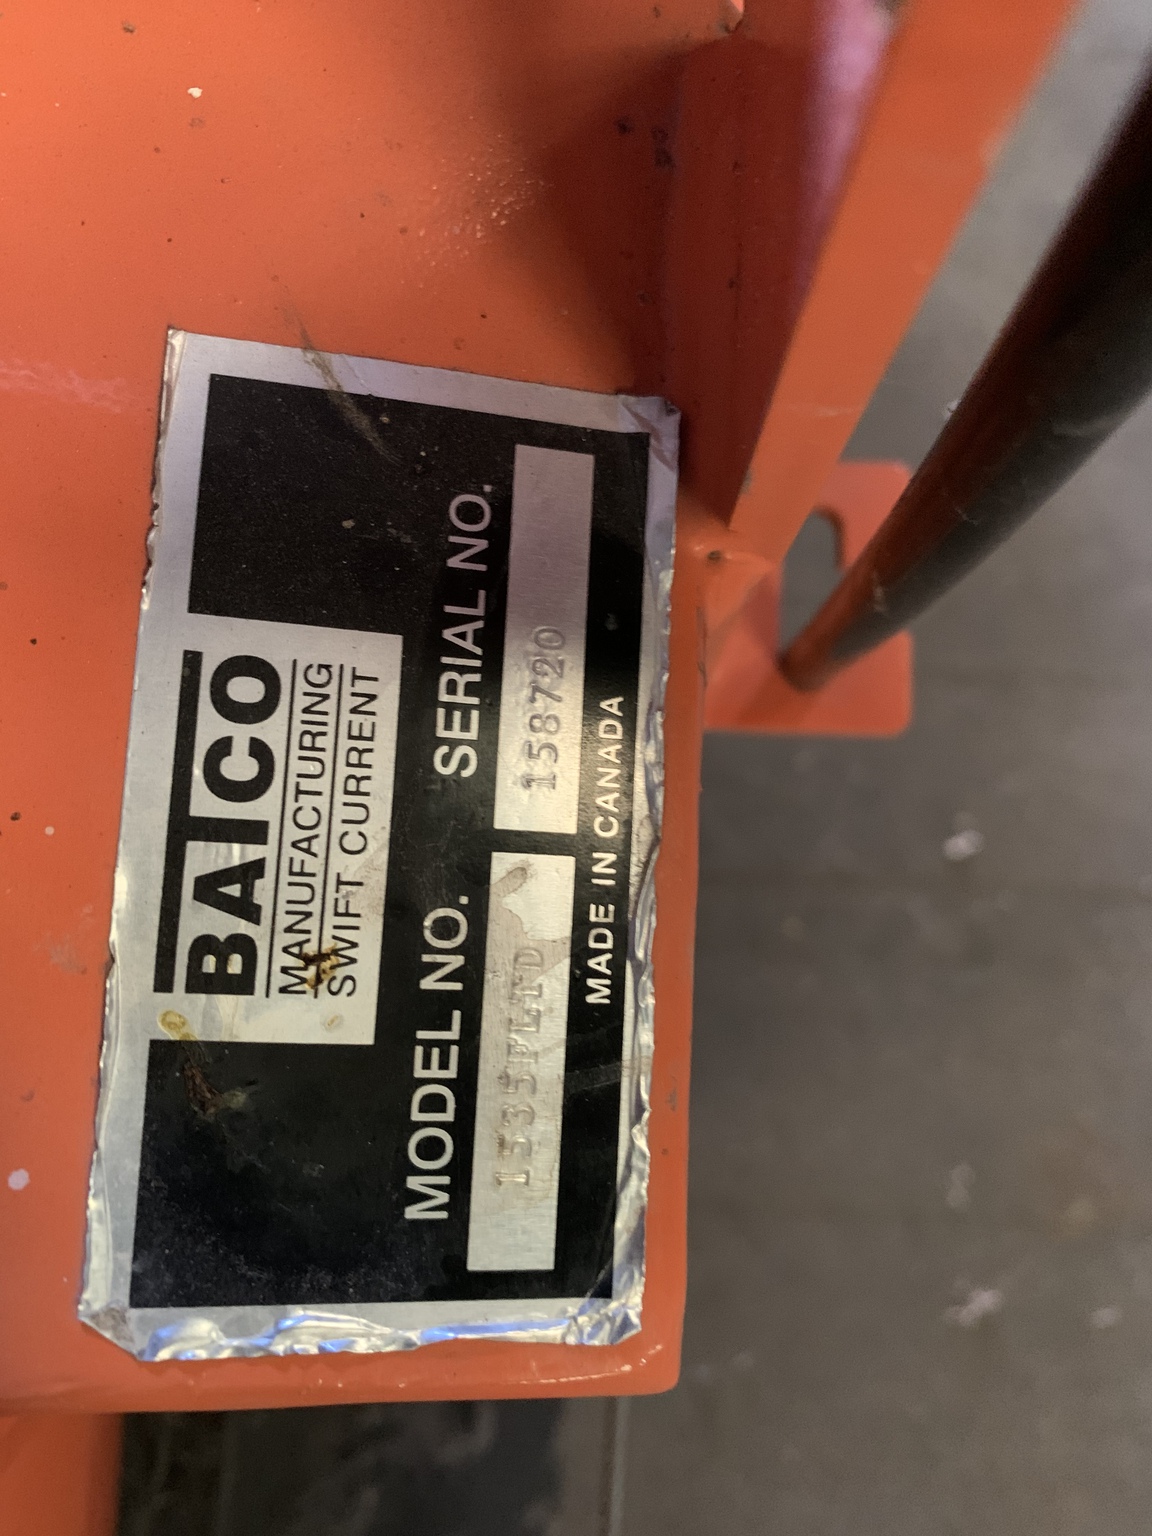 BATCO
MANUFACTURING
SWIFT CURRENT
MODEL NO. SERIAL NO.
1535FLTD 158720
MADE IN CANADA